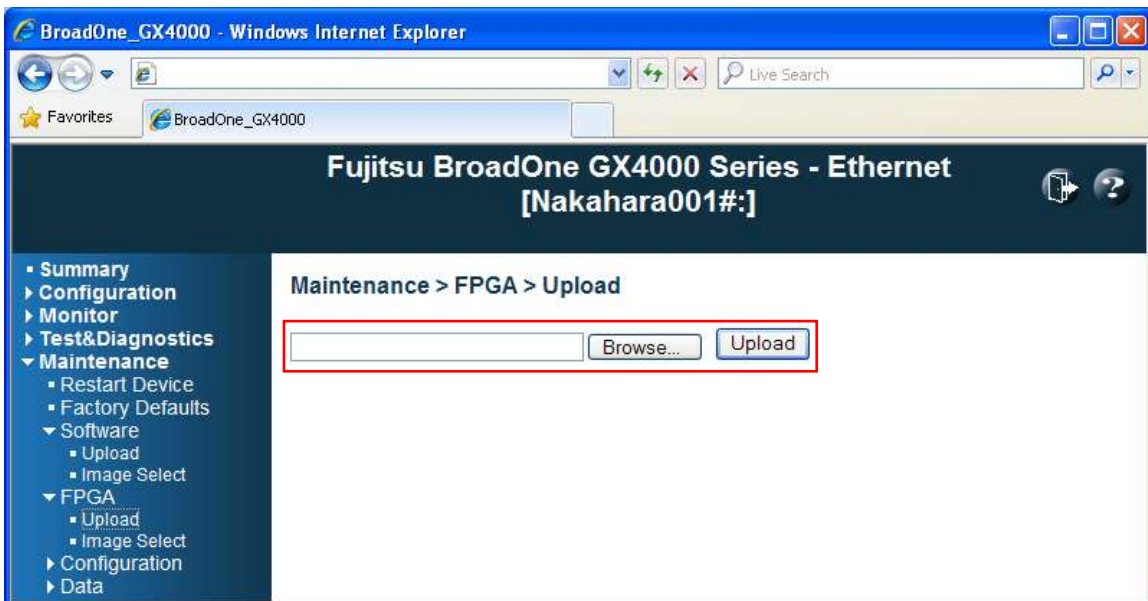 BroadOne_GX4000 - Windows Internet Explorer
Live Search
Favorites
BroadOne_GX4000
Fujitsu BroadOne GX4000 Series - Ethernet
[Nakahara001#:]
Summary
Configuration
Monitor
Test&Diagnostics
Maintenance
Restart Device
Factory Defaults
Software
Upload
Image Select
FPGA
Upload
Image Select
Configuration
Data
Maintenance > FPGA > Upload
Browse... Upload